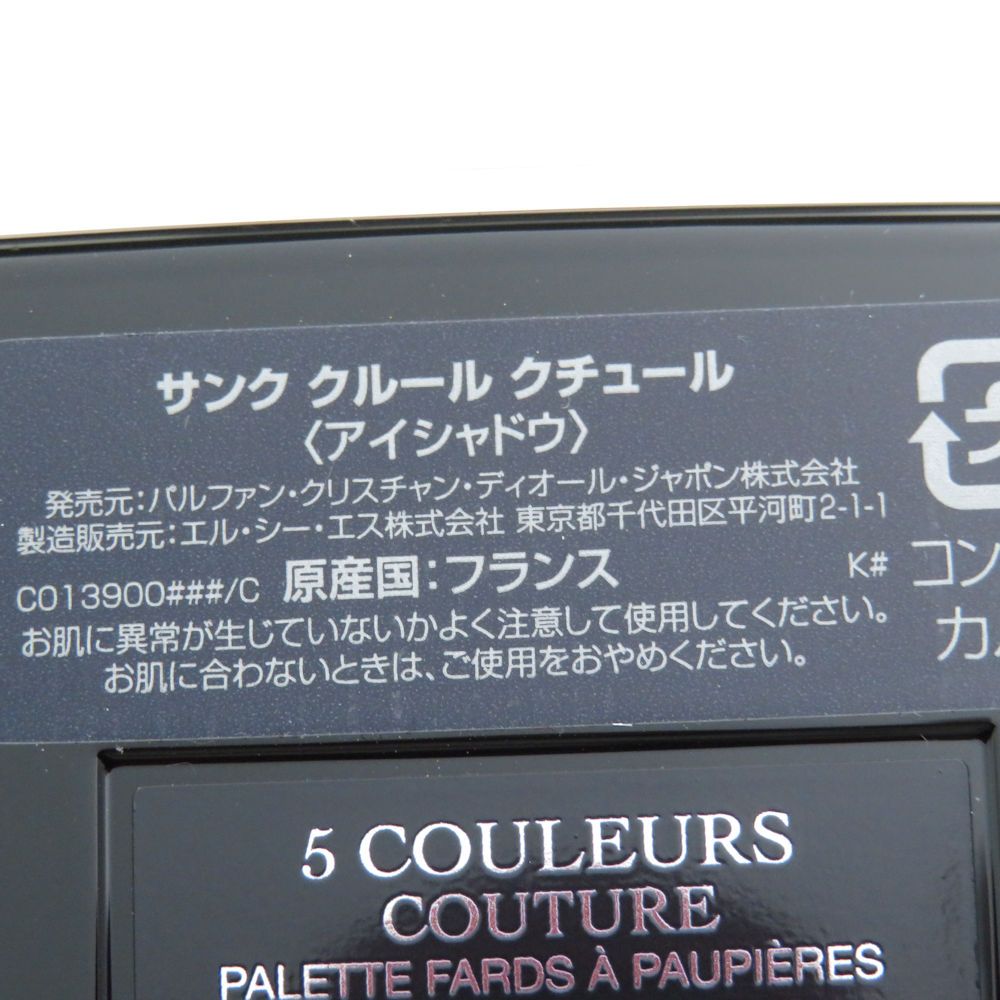 サンク クルール クチュール
〈アイシャドウ〉
発売元：パルファン・クリスチャン・ディオール・ジャポン株式会社
製造販売元：エル・シー・エス株式会社 東京都千代田区平河町2-1-1
C013900###/C 原産国：フランス K#
お肌に異常が生じていないかよく注意して使用してください。
お肌に合わないときは、ご使用をおやめください。
コン
カ
5 COULEURS
COUTURE
PALETTE FARDS À PAUPIÈRES